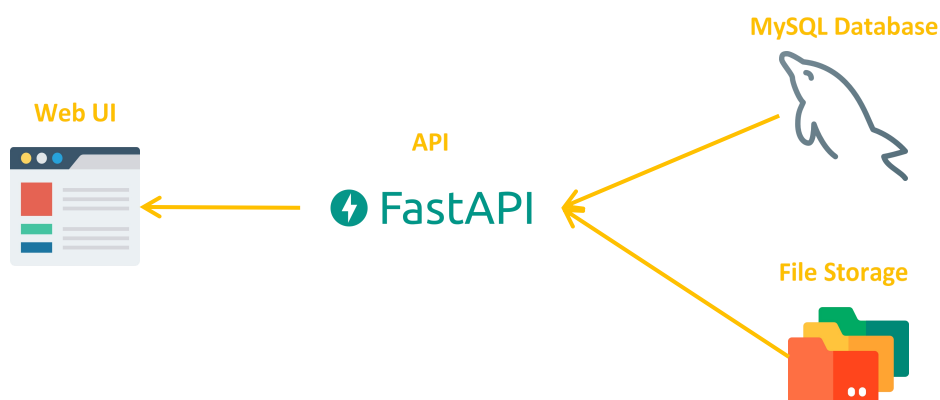 MySQL Database
Web UI
API
FastAPI
File Storage